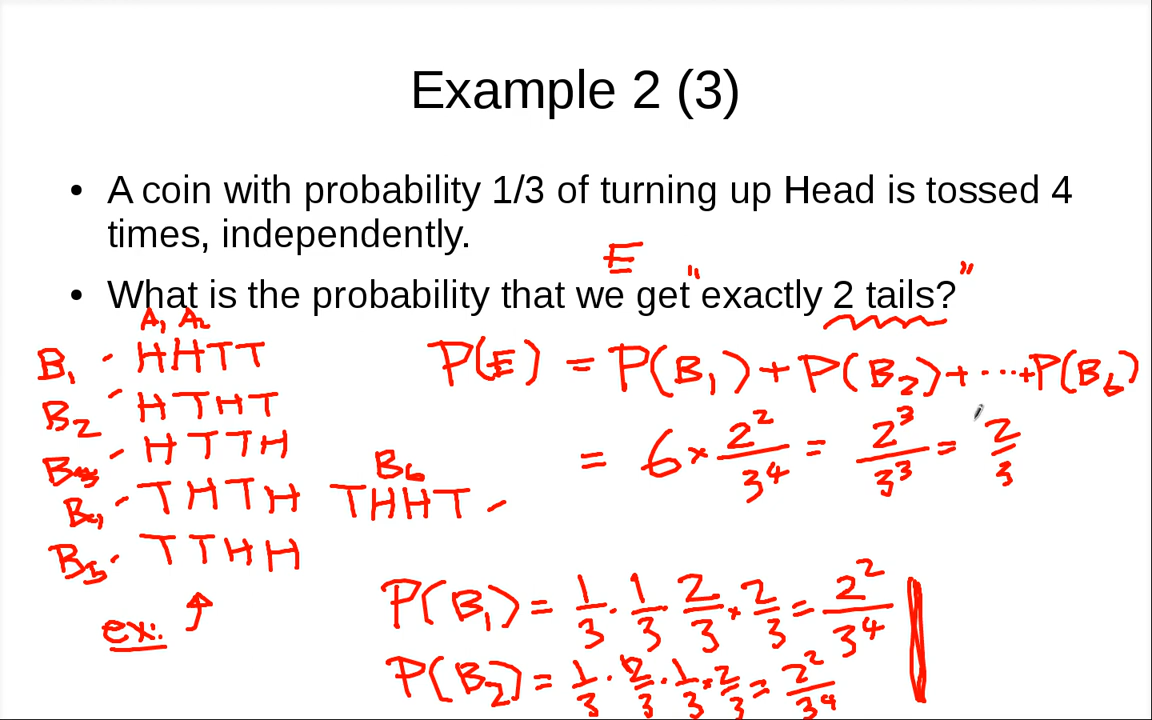 Example 2 (3)
• A coin with probability 1/3 of turning up Head is tossed 4
times, independently.
E
• What is the probability that we get "exactly 2 tails?"
A₁ A₂
B₁ - HHTT
B₂ - HTHT
B₃ - HTTH
B₄ - THTH
B₅ - TTHH
B₆
THHT -
ex:
P(E) = P(B₁) + P(B₂) + ... + P(B₆)
= 6 × 2²/3⁴ = 2³/3³ = 2/3
P(B₁) = 1/3 · 1/3 · 2/3 × 2/3 = 2²/3⁴
P(B₂) = 1/3 · 2/3 · 1/3 × 2/3 = 2²/3⁴